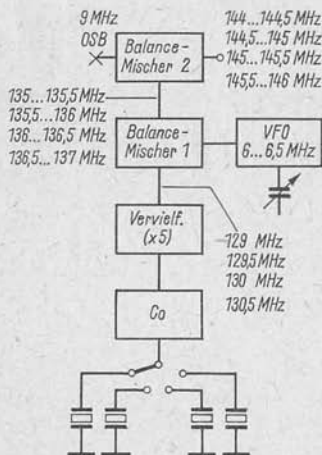 9 MHz
OSB
Balance-
Mischer 2
144...144,5 MHz
144,5...145 MHz
145...145,5 MHz
145,5...146 MHz
135...135,5 MHz
135,5...136 MHz
136...136,5 MHz
136,5...137 MHz
Balance-
Mischer 1
VFO
6...6,5 MHz
Vervielf.
(x5)
129 MHz
129,5 MHz
130 MHz
130,5 MHz
Co